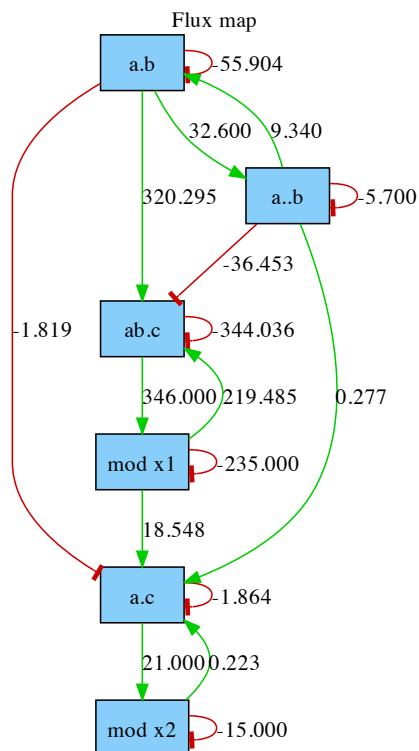 Flux map
a.b
-55.904
32.600
9.340
320.295
a..b
-5.700
-36.453
-1.819
ab.c
-344.036
0.277
346.000
219.485
mod x1
-235.000
18.548
a.c
-1.864
21.000
0.223
mod x2
-15.000